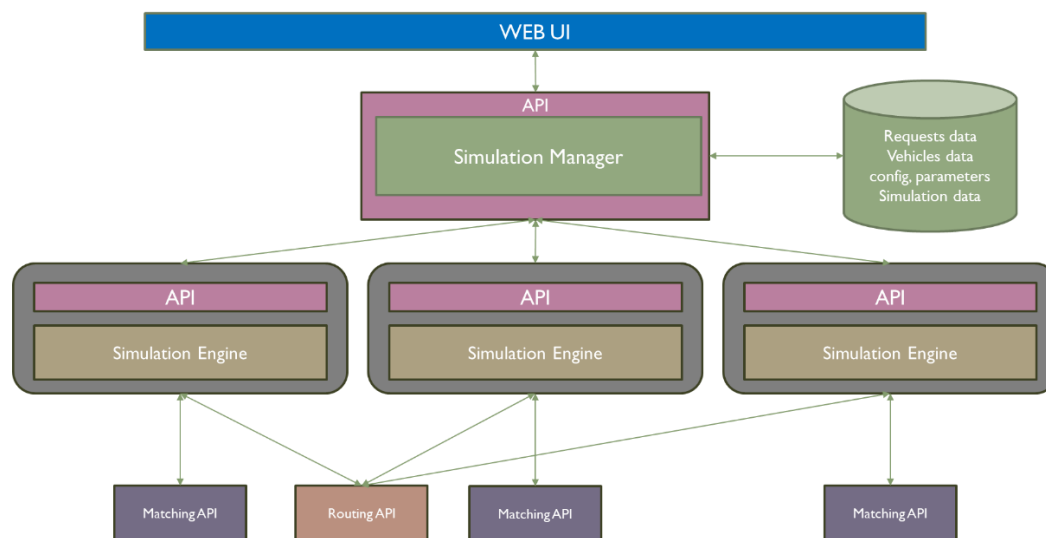 WEB UI
API
Simulation Manager
Requests data
Vehicles data
config, parameters
Simulation data
API
API
API
Simulation Engine
Simulation Engine
Simulation Engine
Matching API
Routing API
Matching API
Matching API